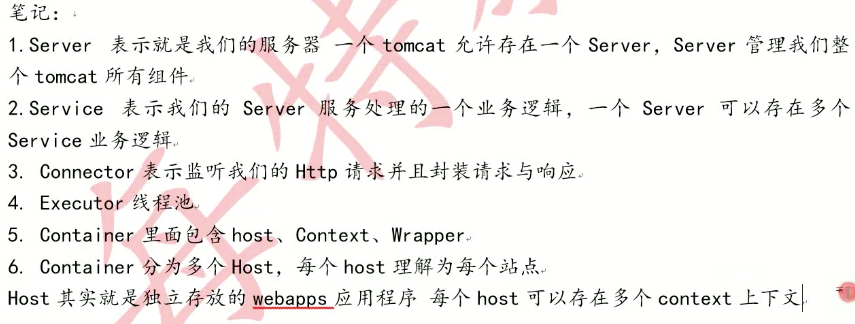 笔记：
1.Server 表示就是我们的服务器 一个 tomcat 允许存在一个 Server，Server 管理我们整
个 tomcat 所有组件。
2.Service 表示我们的 Server 服务处理的一个业务逻辑，一个 Server 可以存在多个
Service 业务逻辑。
3. Connector 表示监听我们的 Http 请求并且封装请求与响应。
4. Executor 线程池。
5. Container 里面包含 host、Context、Wrapper。
6. Container 分为多个 Host，每个 host 理解为每个站点。
Host 其实就是独立存放的 webapps 应用程序 每个 host 可以存在多个 context 上下文
每特